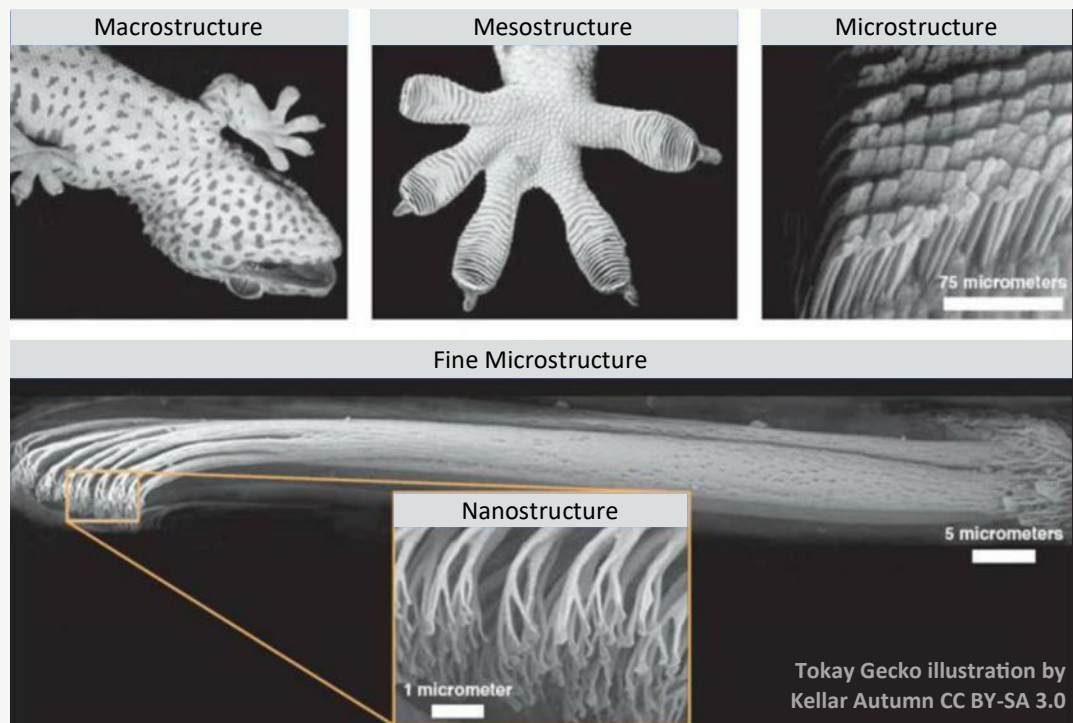 Macrostructure
Mesostructure
Microstructure
75 micrometers
Fine Microstructure
Nanostructure
5 micrometers
1 micrometer
Tokay Gecko illustration by
Kellar Autumn CC BY-SA 3.0